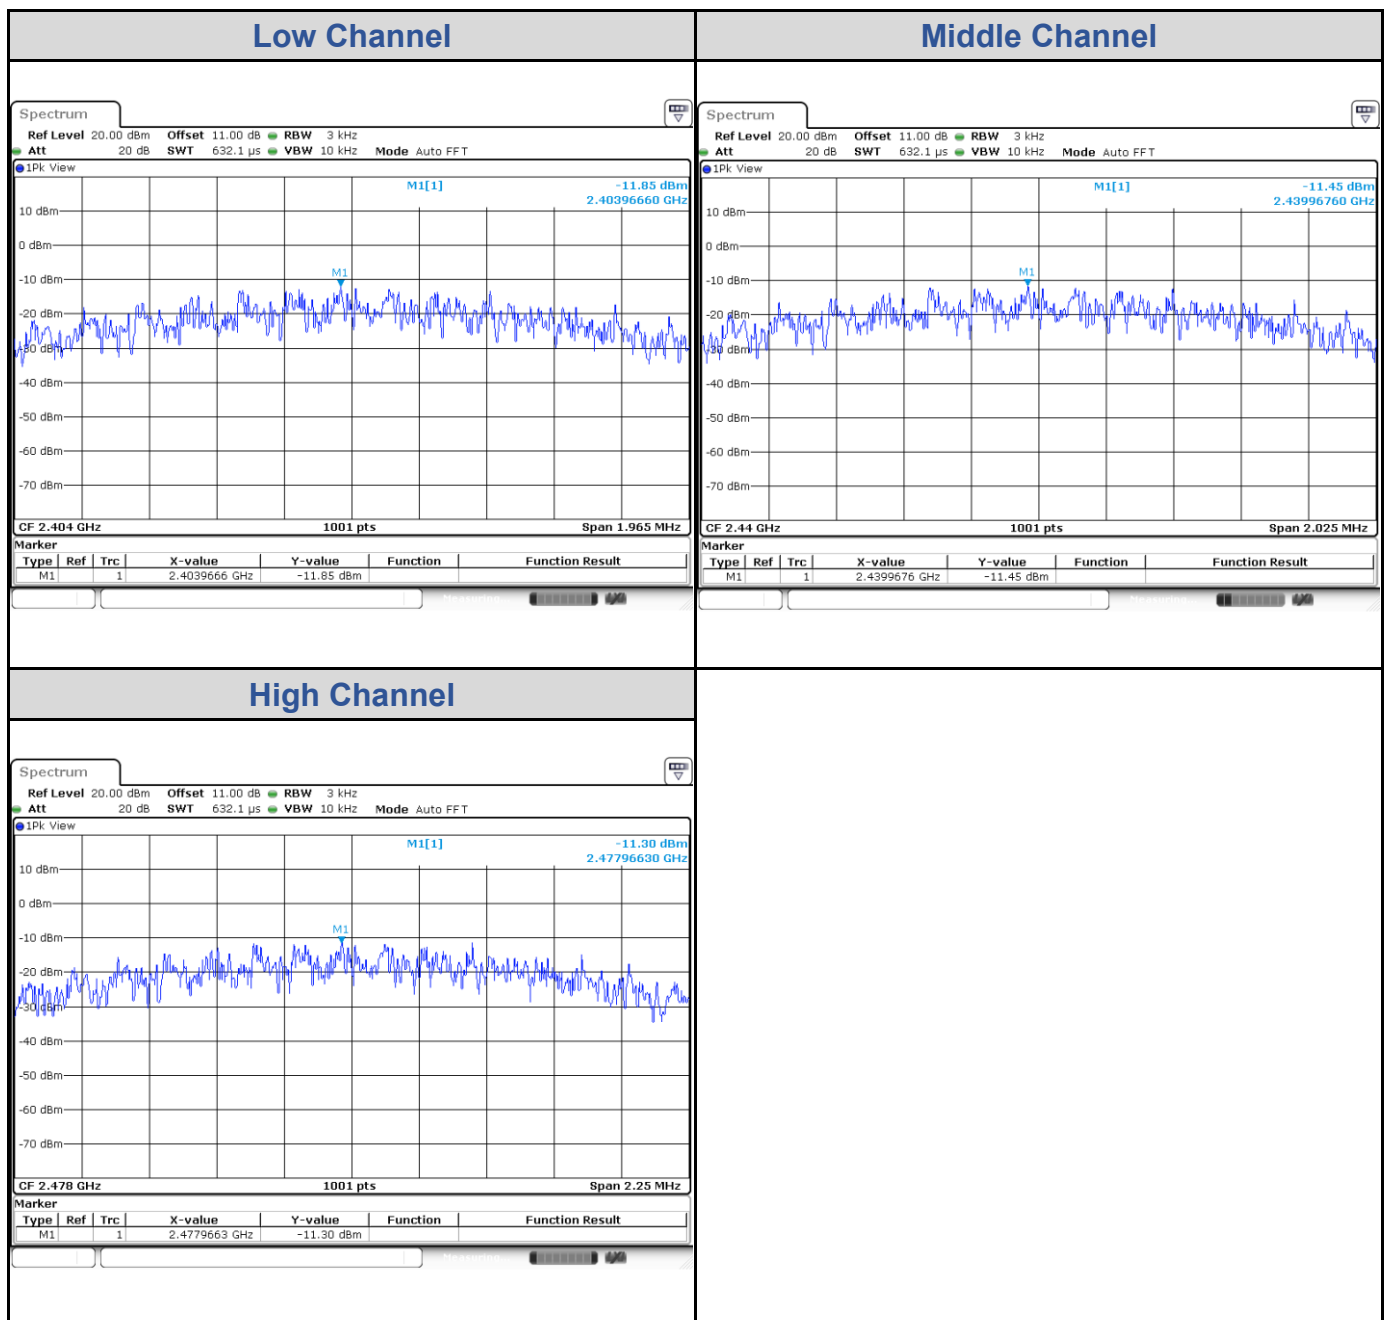 Low Channel
Spectrum
Ref Level 20.00 dBm Offset 11.00 dB RBW 3 kHz
Att 20 dB SWT 632.1 µs VBW 10 kHz Mode Auto FFT
1Pk View
M1[1] -11.85 dBm
2.40396660 GHz
10 dBm
0 dBm
M1
-10 dBm
-20 dBm
-30 dBm
-40 dBm
-50 dBm
-60 dBm
-70 dBm
CF 2.404 GHz 1001 pts Span 1.965 MHz
Marker
Type Ref Trc X-value Y-value Function Function Result
M1 1 2.4039666 GHz -11.85 dBm
Measuring...
Middle Channel
Spectrum
Ref Level 20.00 dBm Offset 11.00 dB RBW 3 kHz
Att 20 dB SWT 632.1 µs VBW 10 kHz Mode Auto FFT
1Pk View
M1[1] -11.45 dBm
2.43996760 GHz
10 dBm
0 dBm
M1
-10 dBm
-20 dBm
-30 dBm
-40 dBm
-50 dBm
-60 dBm
-70 dBm
CF 2.44 GHz 1001 pts Span 2.025 MHz
Marker
Type Ref Trc X-value Y-value Function Function Result
M1 1 2.4399676 GHz -11.45 dBm
Measuring...
High Channel
Spectrum
Ref Level 20.00 dBm Offset 11.00 dB RBW 3 kHz
Att 20 dB SWT 632.1 µs VBW 10 kHz Mode Auto FFT
1Pk View
M1[1] -11.30 dBm
2.47796630 GHz
10 dBm
0 dBm
M1
-10 dBm
-20 dBm
-30 dBm
-40 dBm
-50 dBm
-60 dBm
-70 dBm
CF 2.478 GHz 1001 pts Span 2.25 MHz
Marker
Type Ref Trc X-value Y-value Function Function Result
M1 1 2.4779663 GHz -11.30 dBm
Measuring...